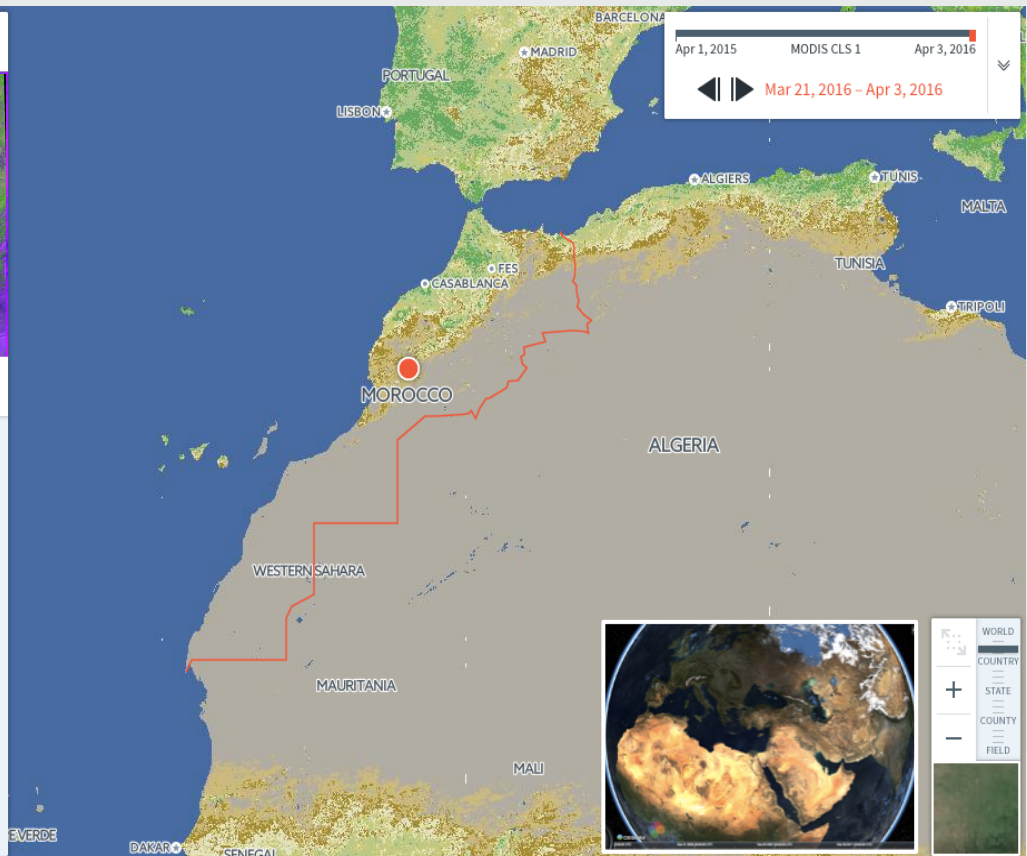 BARCELONA
MADRID
PORTUGAL
LISBON
Apr 1, 2015
MODIS CLS 1
Apr 3, 2016
Mar 21, 2016 – Apr 3, 2016
ALGIERS
TUNIS
MALTA
FES
CASABLANCA
TUNISIA
TRIPOLI
MOROCCO
ALGERIA
WESTERN SAHARA
MAURITANIA
MALI
EVERDE
DAKAR
SENEGAL
WORLD
COUNTRY
STATE
COUNTY
FIELD
+
−